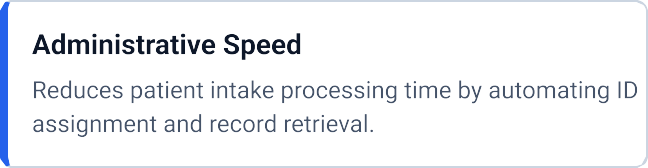 Administrative Speed
Reduces patient intake processing time by automating ID
assignment and record retrieval.